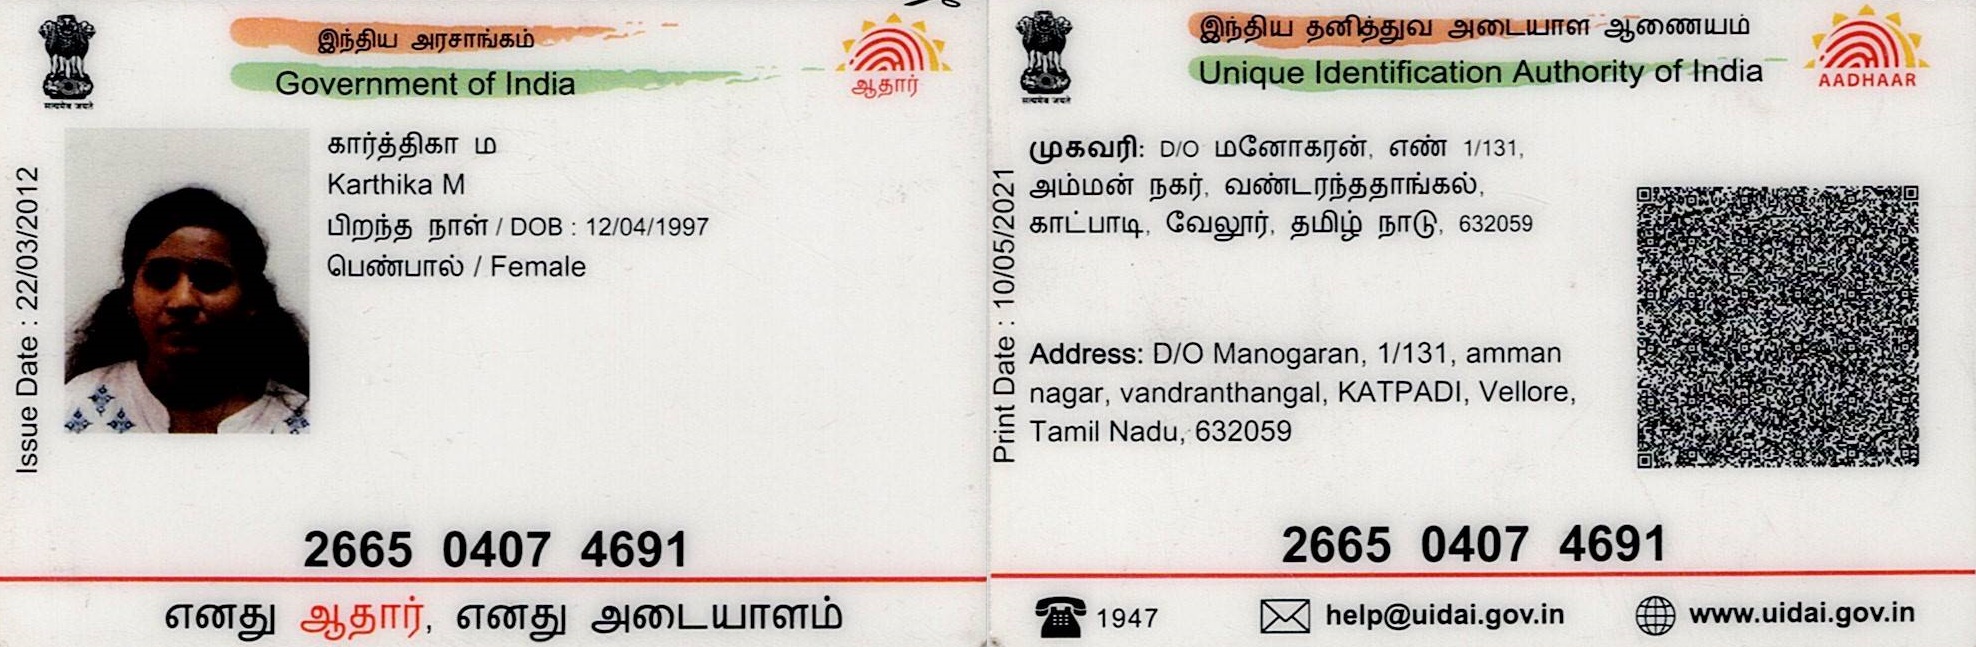 இந்திய அரசாங்கம்
Government of India
ஆதார்
Issue Date : 22/03/2012
கார்த்திகா ம
Karthika M
பிறந்த நாள் / DOB : 12/04/1997
பெண்பால் / Female
2665 0407 4691
எனது ஆதார், எனது அடையாளம்
இந்திய தனித்துவ அடையாள ஆணையம்
Unique Identification Authority of India
AADHAAR
Print Date : 10/05/2021
முகவரி: D/O மனோகரன், எண் 1/131,
அம்மன் நகர், வண்டரந்ததாங்கல்,
காட்பாடி, வேலூர், தமிழ் நாடு, 632059
Address: D/O Manogaran, 1/131, amman
nagar, vandranthangal, KATPADI, Vellore,
Tamil Nadu, 632059
2665 0407 4691
1947
help@uidai.gov.in
www.uidai.gov.in